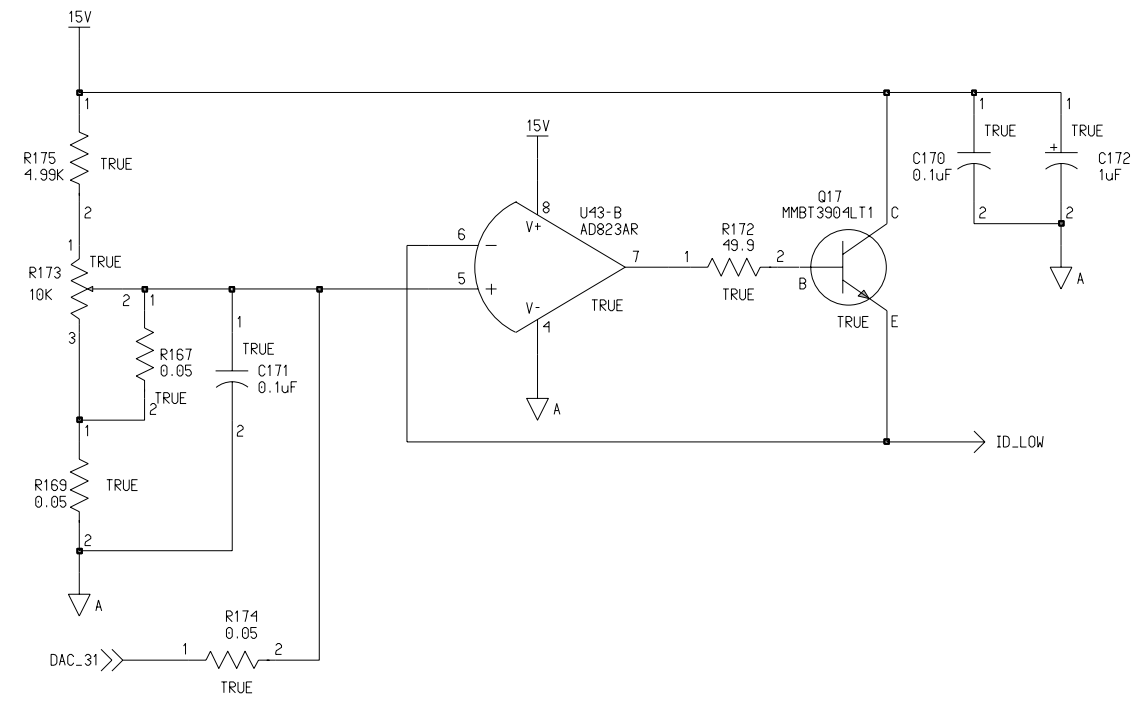 15V
1
1
1
R175
4.99K
TRUE
2
15V
8
V+
U43-B
AD823AR
Q17
MMBT3904LT1
C
TRUE
C170
0.1uF
2
TRUE
+
C172
1uF
2
A
1
R173
10K
TRUE
2
3
6
−
5
+
V-
4
7
TRUE
A
1
R172
49.9
2
TRUE
B
TRUE
E
1
R167
0.05
TRUE
2
1
TRUE
C171
0.1uF
2
1
R169
0.05
TRUE
2
A
ID_LOW
DAC_31
1
R174
0.05
2
TRUE